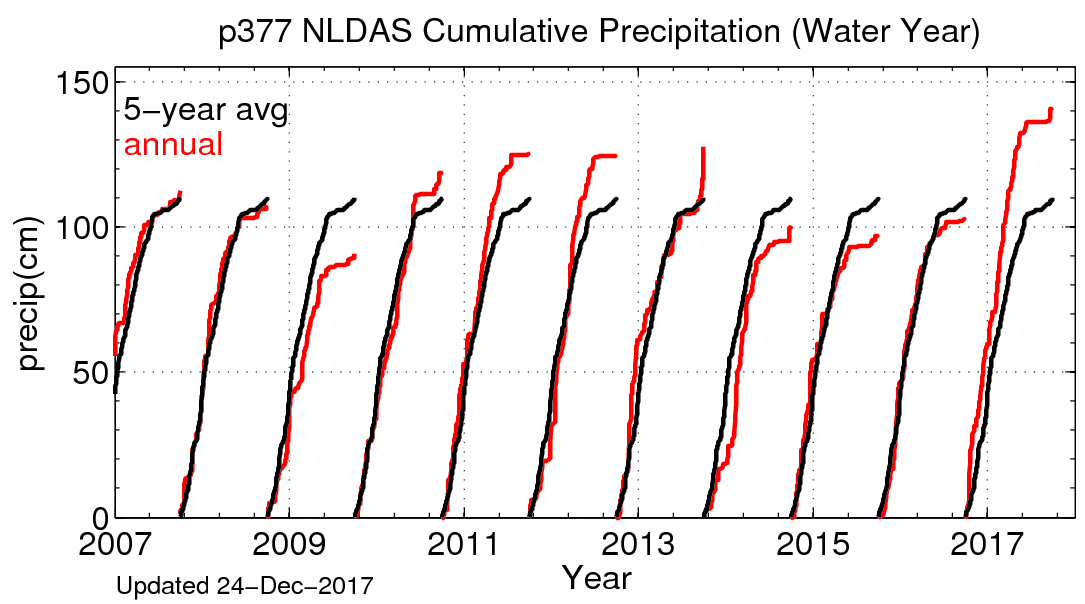 p377 NLDAS Cumulative Precipitation (Water Year)
150
5−year avg
annual
100
precip(cm)
50
0
2007 2009 2011 2013 2015 2017
Year
Updated 24−Dec−2017